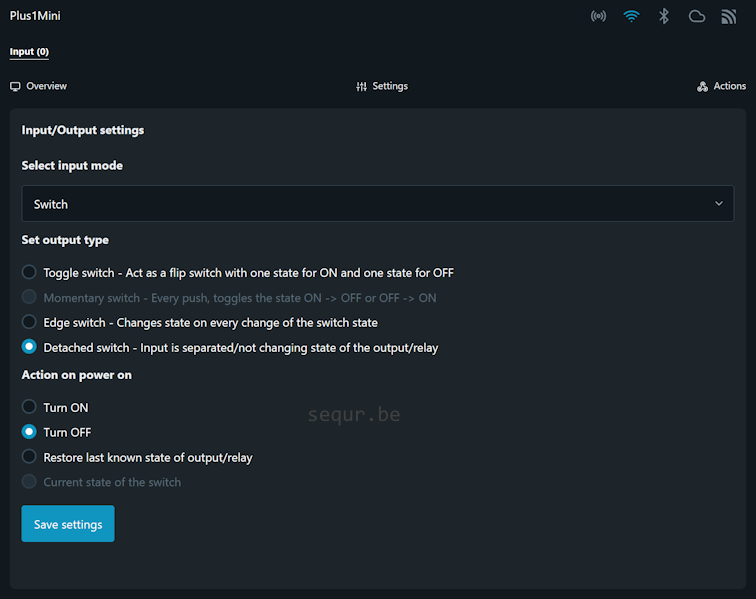 Plus1Mini
Input (0)
Overview
Settings
Actions
Input/Output settings
Select input mode
Switch
Set output type
Toggle switch - Act as a flip switch with one state for ON and one state for OFF
Momentary switch - Every push, toggles the state ON -> OFF or OFF -> ON
Edge switch - Changes state on every change of the switch state
Detached switch - Input is separated/not changing state of the output/relay
Action on power on
Turn ON
sequr.be
Turn OFF
Restore last known state of output/relay
Current state of the switch
Save settings